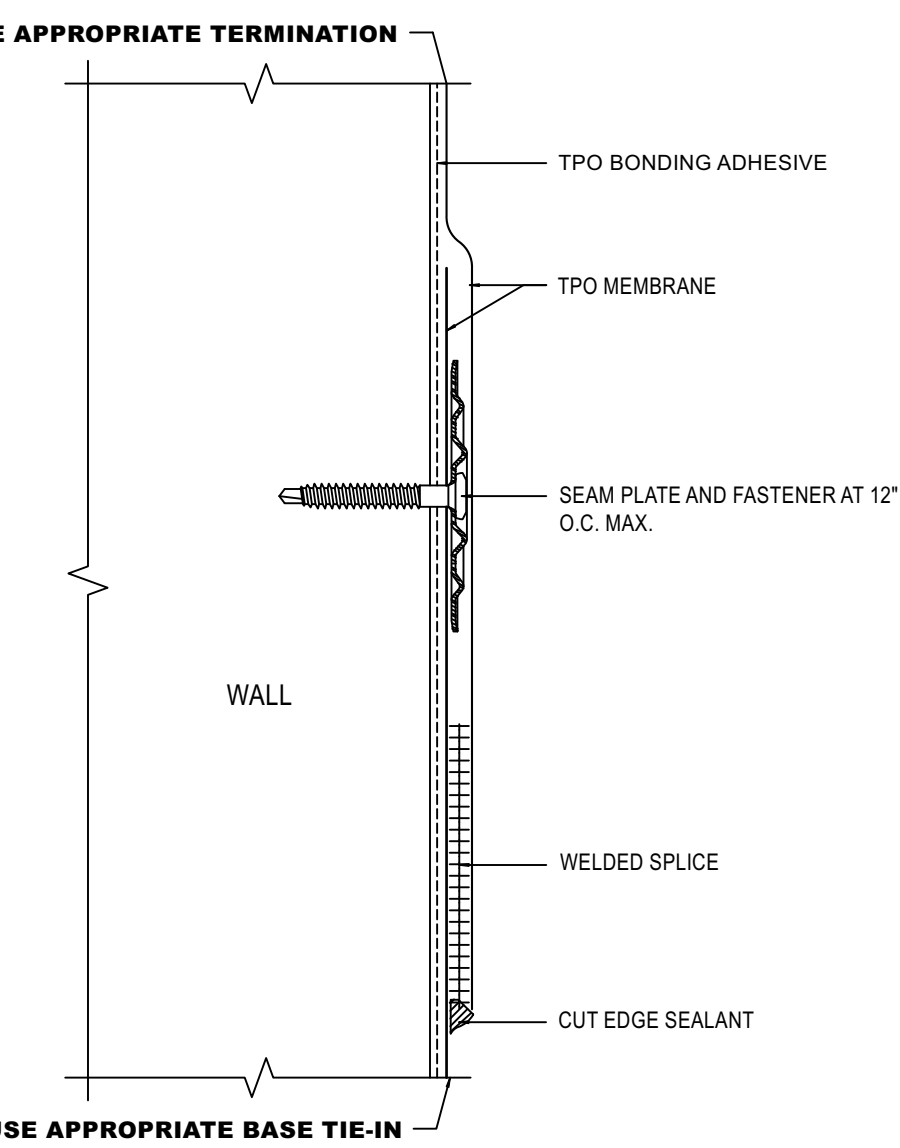 APPROPRIATE TERMINATION
TPO BONDING ADHESIVE
TPO MEMBRANE
SEAM PLATE AND FASTENER AT 12"
O.C. MAX.
WALL
WELDED SPLICE
CUT EDGE SEALANT
USE APPROPRIATE BASE TIE-IN